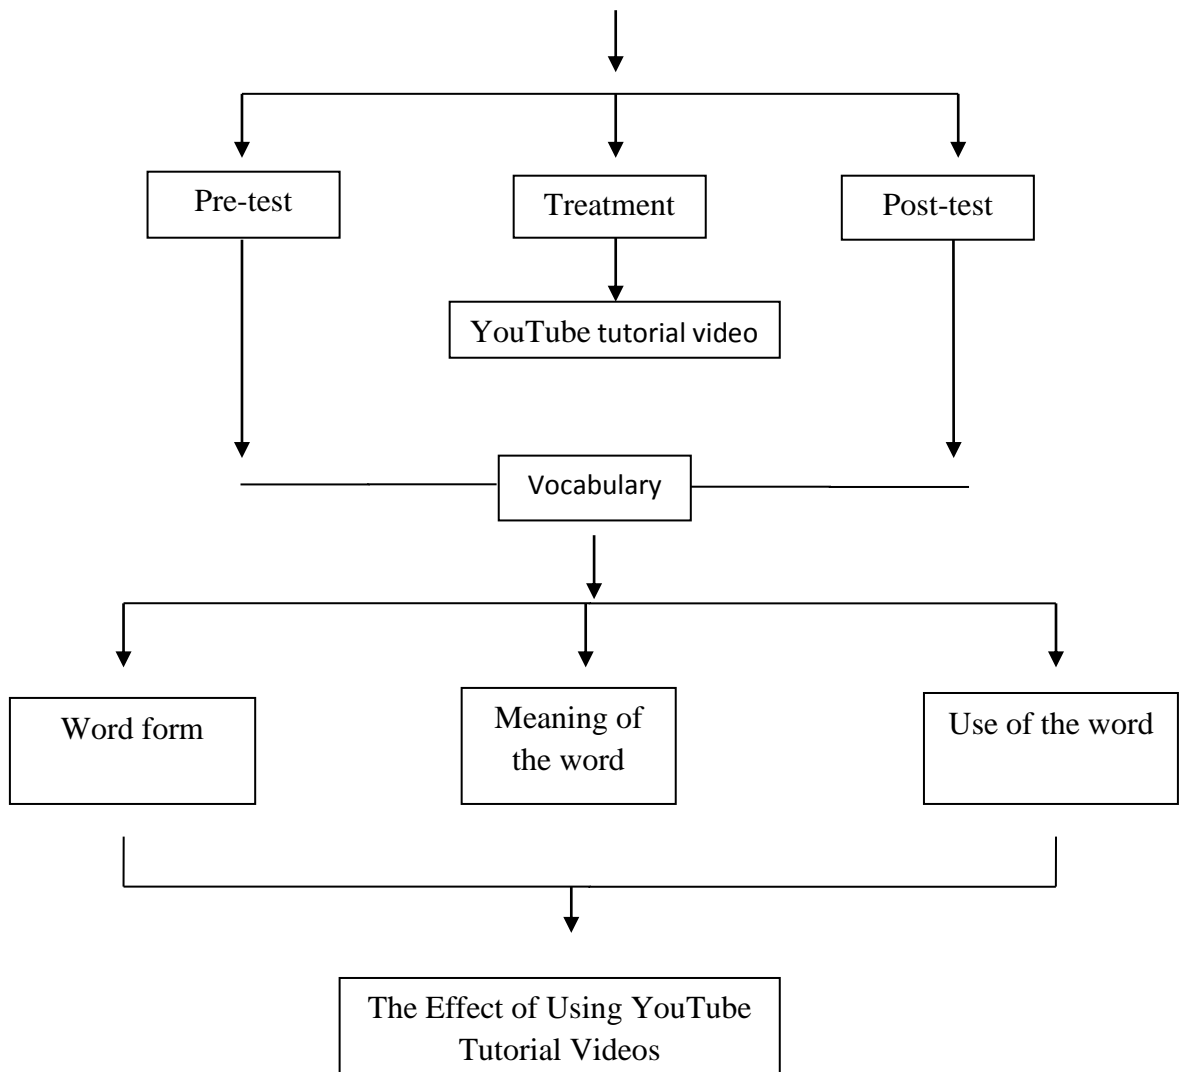 Pre-test
Treatment
Post-test
YouTube tutorial video
Vocabulary
Word form
Meaning of
the word
Use of the word
The Effect of Using YouTube
Tutorial Videos